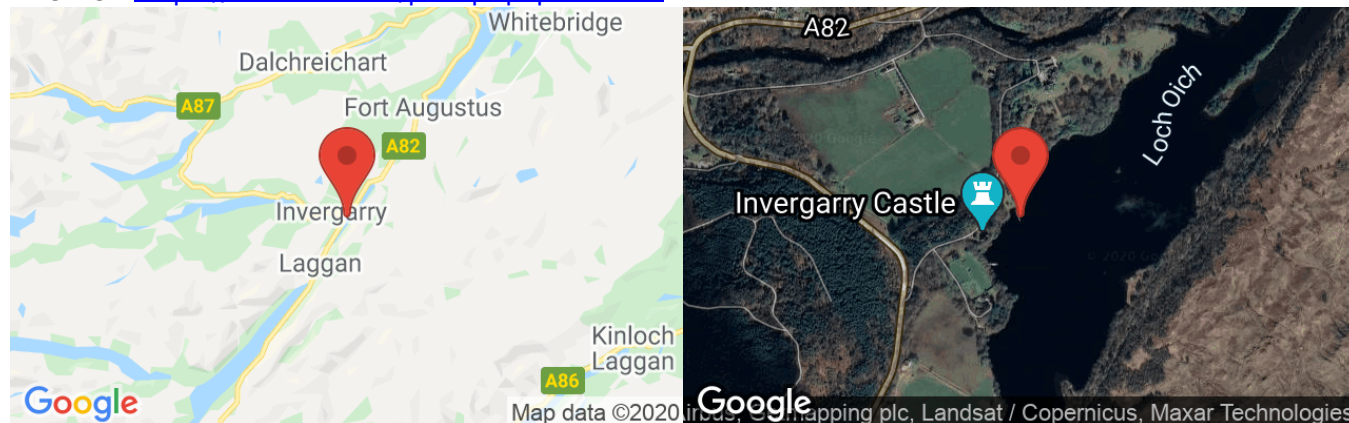 Whitebridge
Dalchreichart
A87
Fort Augustus
A82
Invergarry
Laggan
Kinloch
Laggan
A86
Google
Map data ©2020
A82
Loch Oich
Invergarry Castle
Google
mapping plc, Landsat / Copernicus, Maxar Technologies